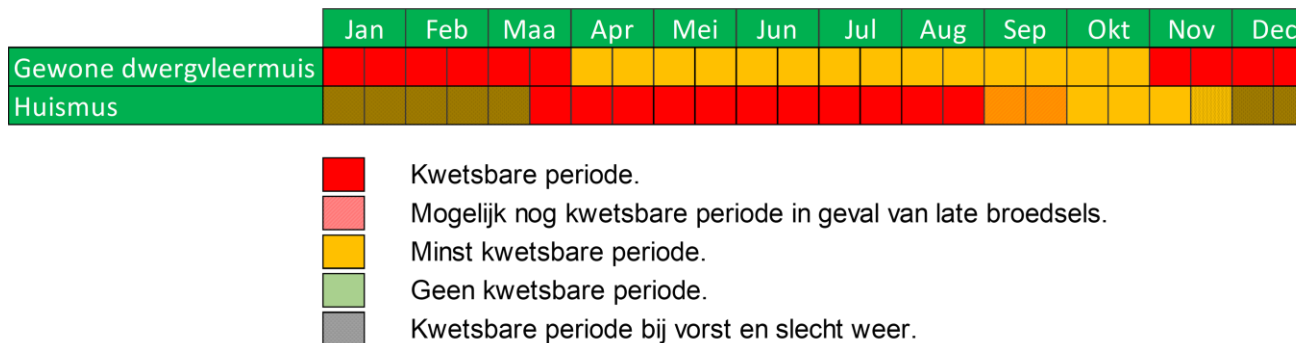 Jan Feb Maa Apr Mei Jun Jul Aug Sep Okt Nov Dec
Gewone dwergvleermuis
Huismus
Kwetsbare periode.
Mogelijk nog kwetsbare periode in geval van late broedsels.
Minst kwetsbare periode.
Geen kwetsbare periode.
Kwetsbare periode bij vorst en slecht weer.